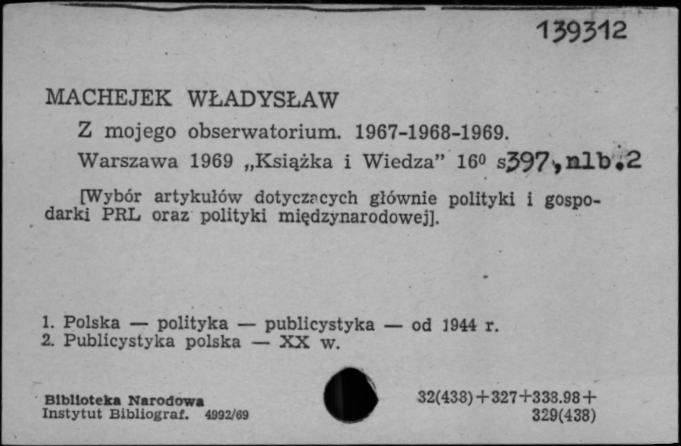 139312
MACHEJEK WŁADYSŁAW
Z mojego obserwatorium. 1967-1968-1969.
Warszawa 1969 „Książka i Wiedza” 16⁰ s397, nlb.2
[Wybór artykułów dotyczących głównie polityki i gospo-
darki PRL oraz polityki międzynarodowej].
1. Polska — polityka — publicystyka — od 1944 r.
2. Publicystyka polska — XX w.
Biblioteka Narodowa 32(438)+327+338.98+
Instytut Bibliograf. 4992/69 329(438)